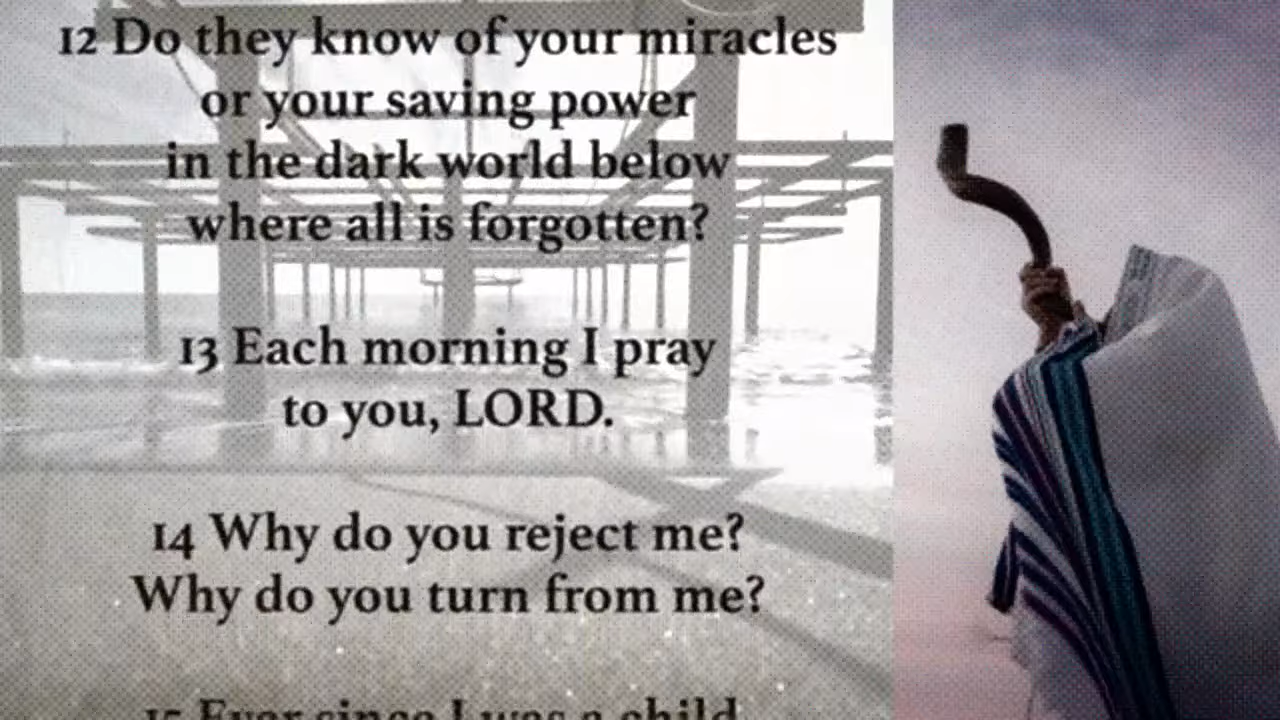 12 Do they know of your miracles
or your saving power
in the dark world below
where all is forgotten?
13 Each morning I pray
to you, LORD.
14 Why do you reject me?
Why do you turn from me?
15 Ever since I was a child